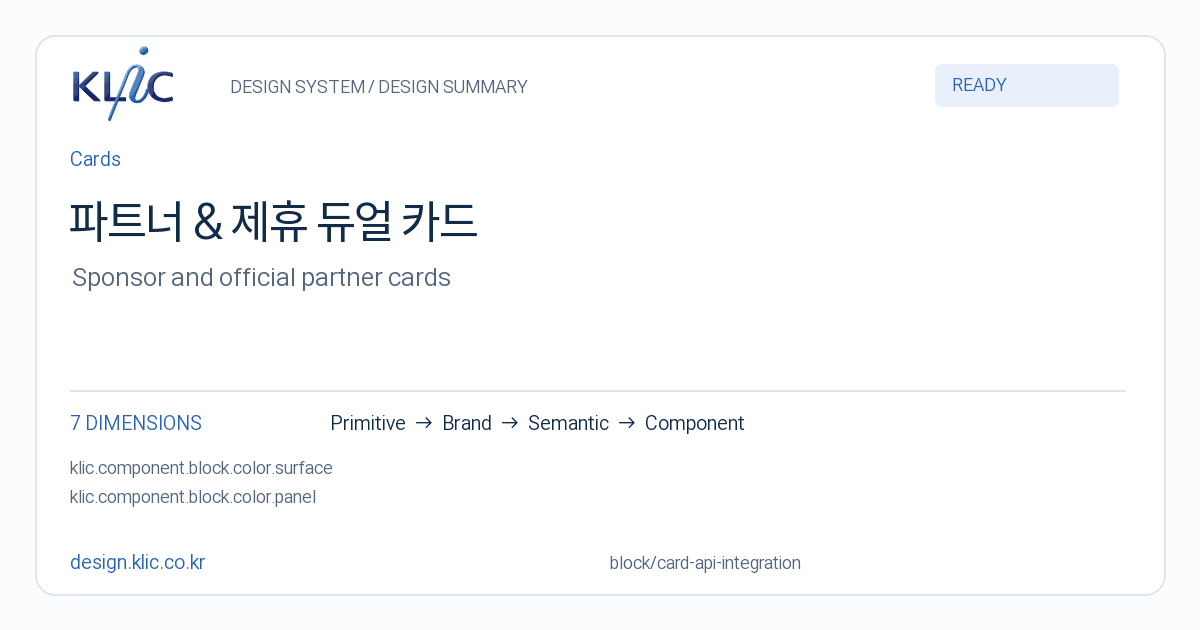 KLiC
DESIGN SYSTEM / DESIGN SUMMARY
READY
Cards
파트너 & 제휴 듀얼 카드
Sponsor and official partner cards
7 DIMENSIONS
Primitive → Brand → Semantic → Component
klic.component.block.color.surface
klic.component.block.color.panel
design.klic.co.kr
block/card-api-integration